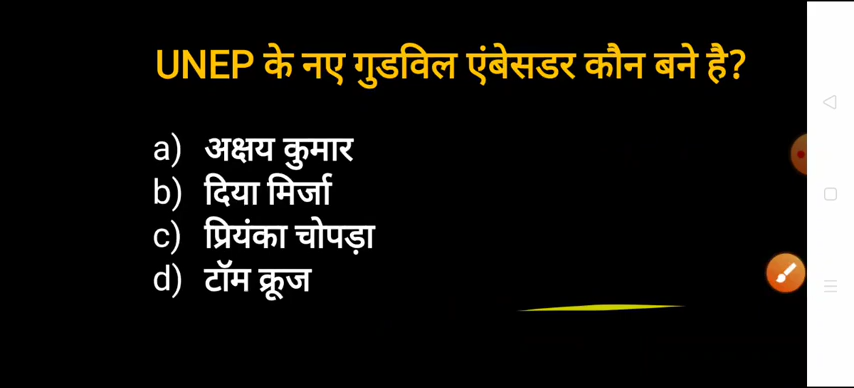 UNEP के नए गुडविल एंबेसडर कौन बने है?
a) अक्षय कुमार
b) दिया मिर्जा
c) प्रियंका चोपड़ा
d) टॉम क्रूज